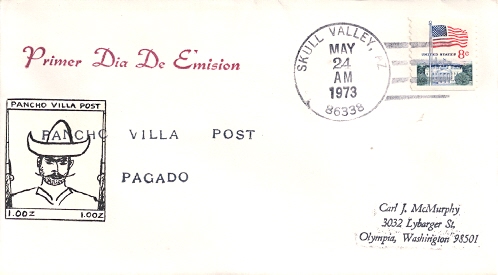 Primer Dia De Emision
SKULL VALLEY, AZ
MAY
24
AM
1973
86338
UNITED STATES 8c
PANCHO VILLA POST
PANCHO VILLA POST
PAGADO
1.00Z 1.00Z
Carl J. McMurphy
3032 Lybarger St.
Olympia, Washington 98501